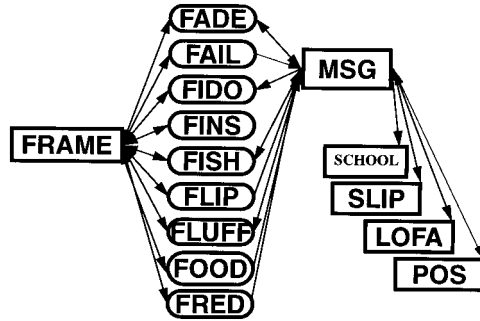 FADE
FAIL
MSG
FIDO
FINS
FRAME
FISH
SCHOOL
FLIP
SLIP
FLUFF
LOFA
FOOD
POS
FRED